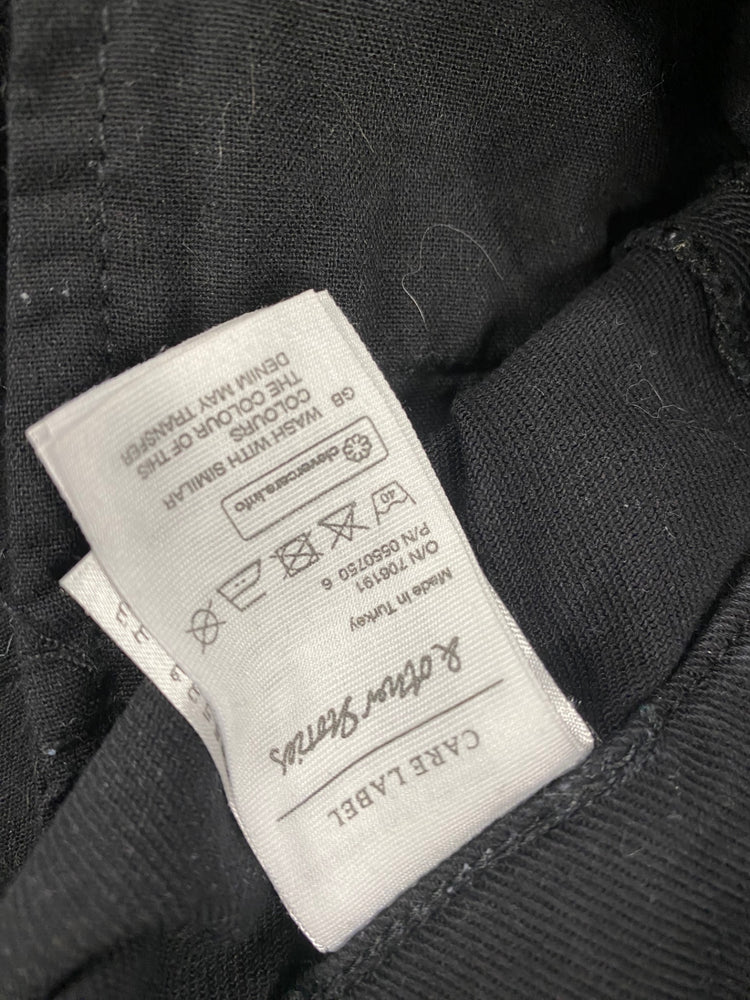 CARE LABEL
& other Stories
Made in Turkey
O/N 706191
P/N 0550750 6
40
clevercare.info
GB
WASH WITH SIMILAR
COLOURS
THE COLOUR OF THIS
DENIM MAY TRANSFER